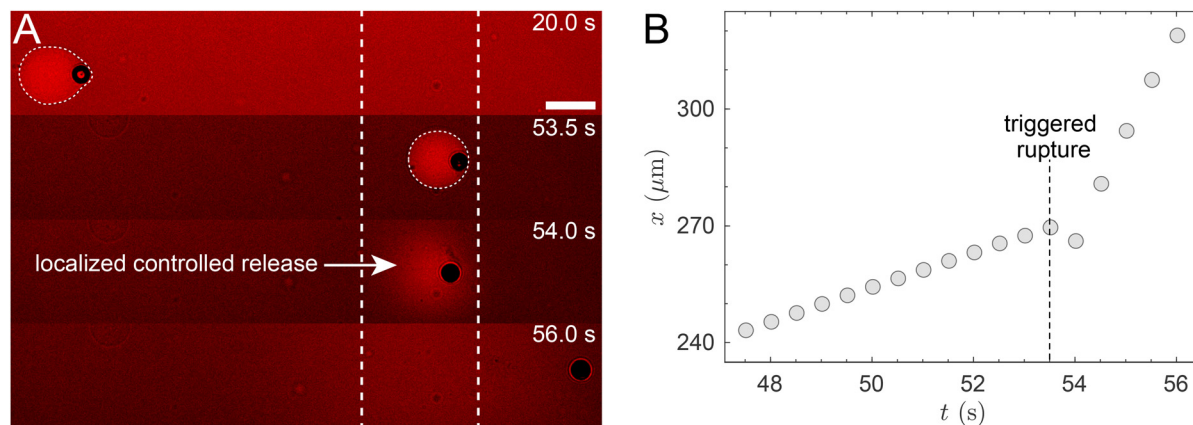 A
20.0 s
53.5 s
54.0 s
localized controlled release
56.0 s
B
300
270
240
x (μm)
triggered
rupture
48
50
52
54
56
t (s)